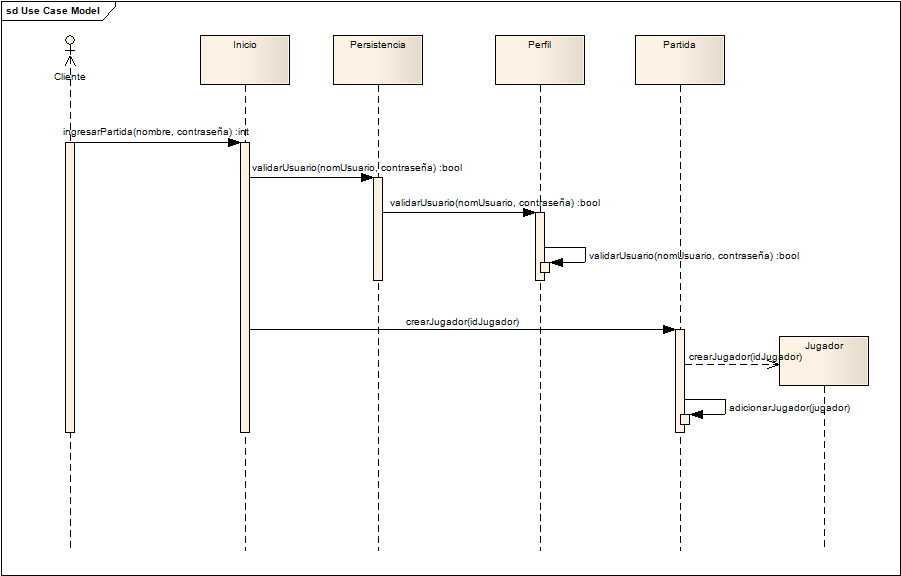 sd Use Case Model
Cliente
Inicio
Persistencia
Perfil
Partida
ingresarPartida(nombre, contraseña) :int
validarUsuario(nomUsuario, contraseña) :bool
validarUsuario(nomUsuario, contraseña) :bool
validarUsuario(nomUsuario, contraseña) :bool
crearJugador(idJugador)
Jugador
crearJugador(idJugador)
adicionarJugador(jugador)